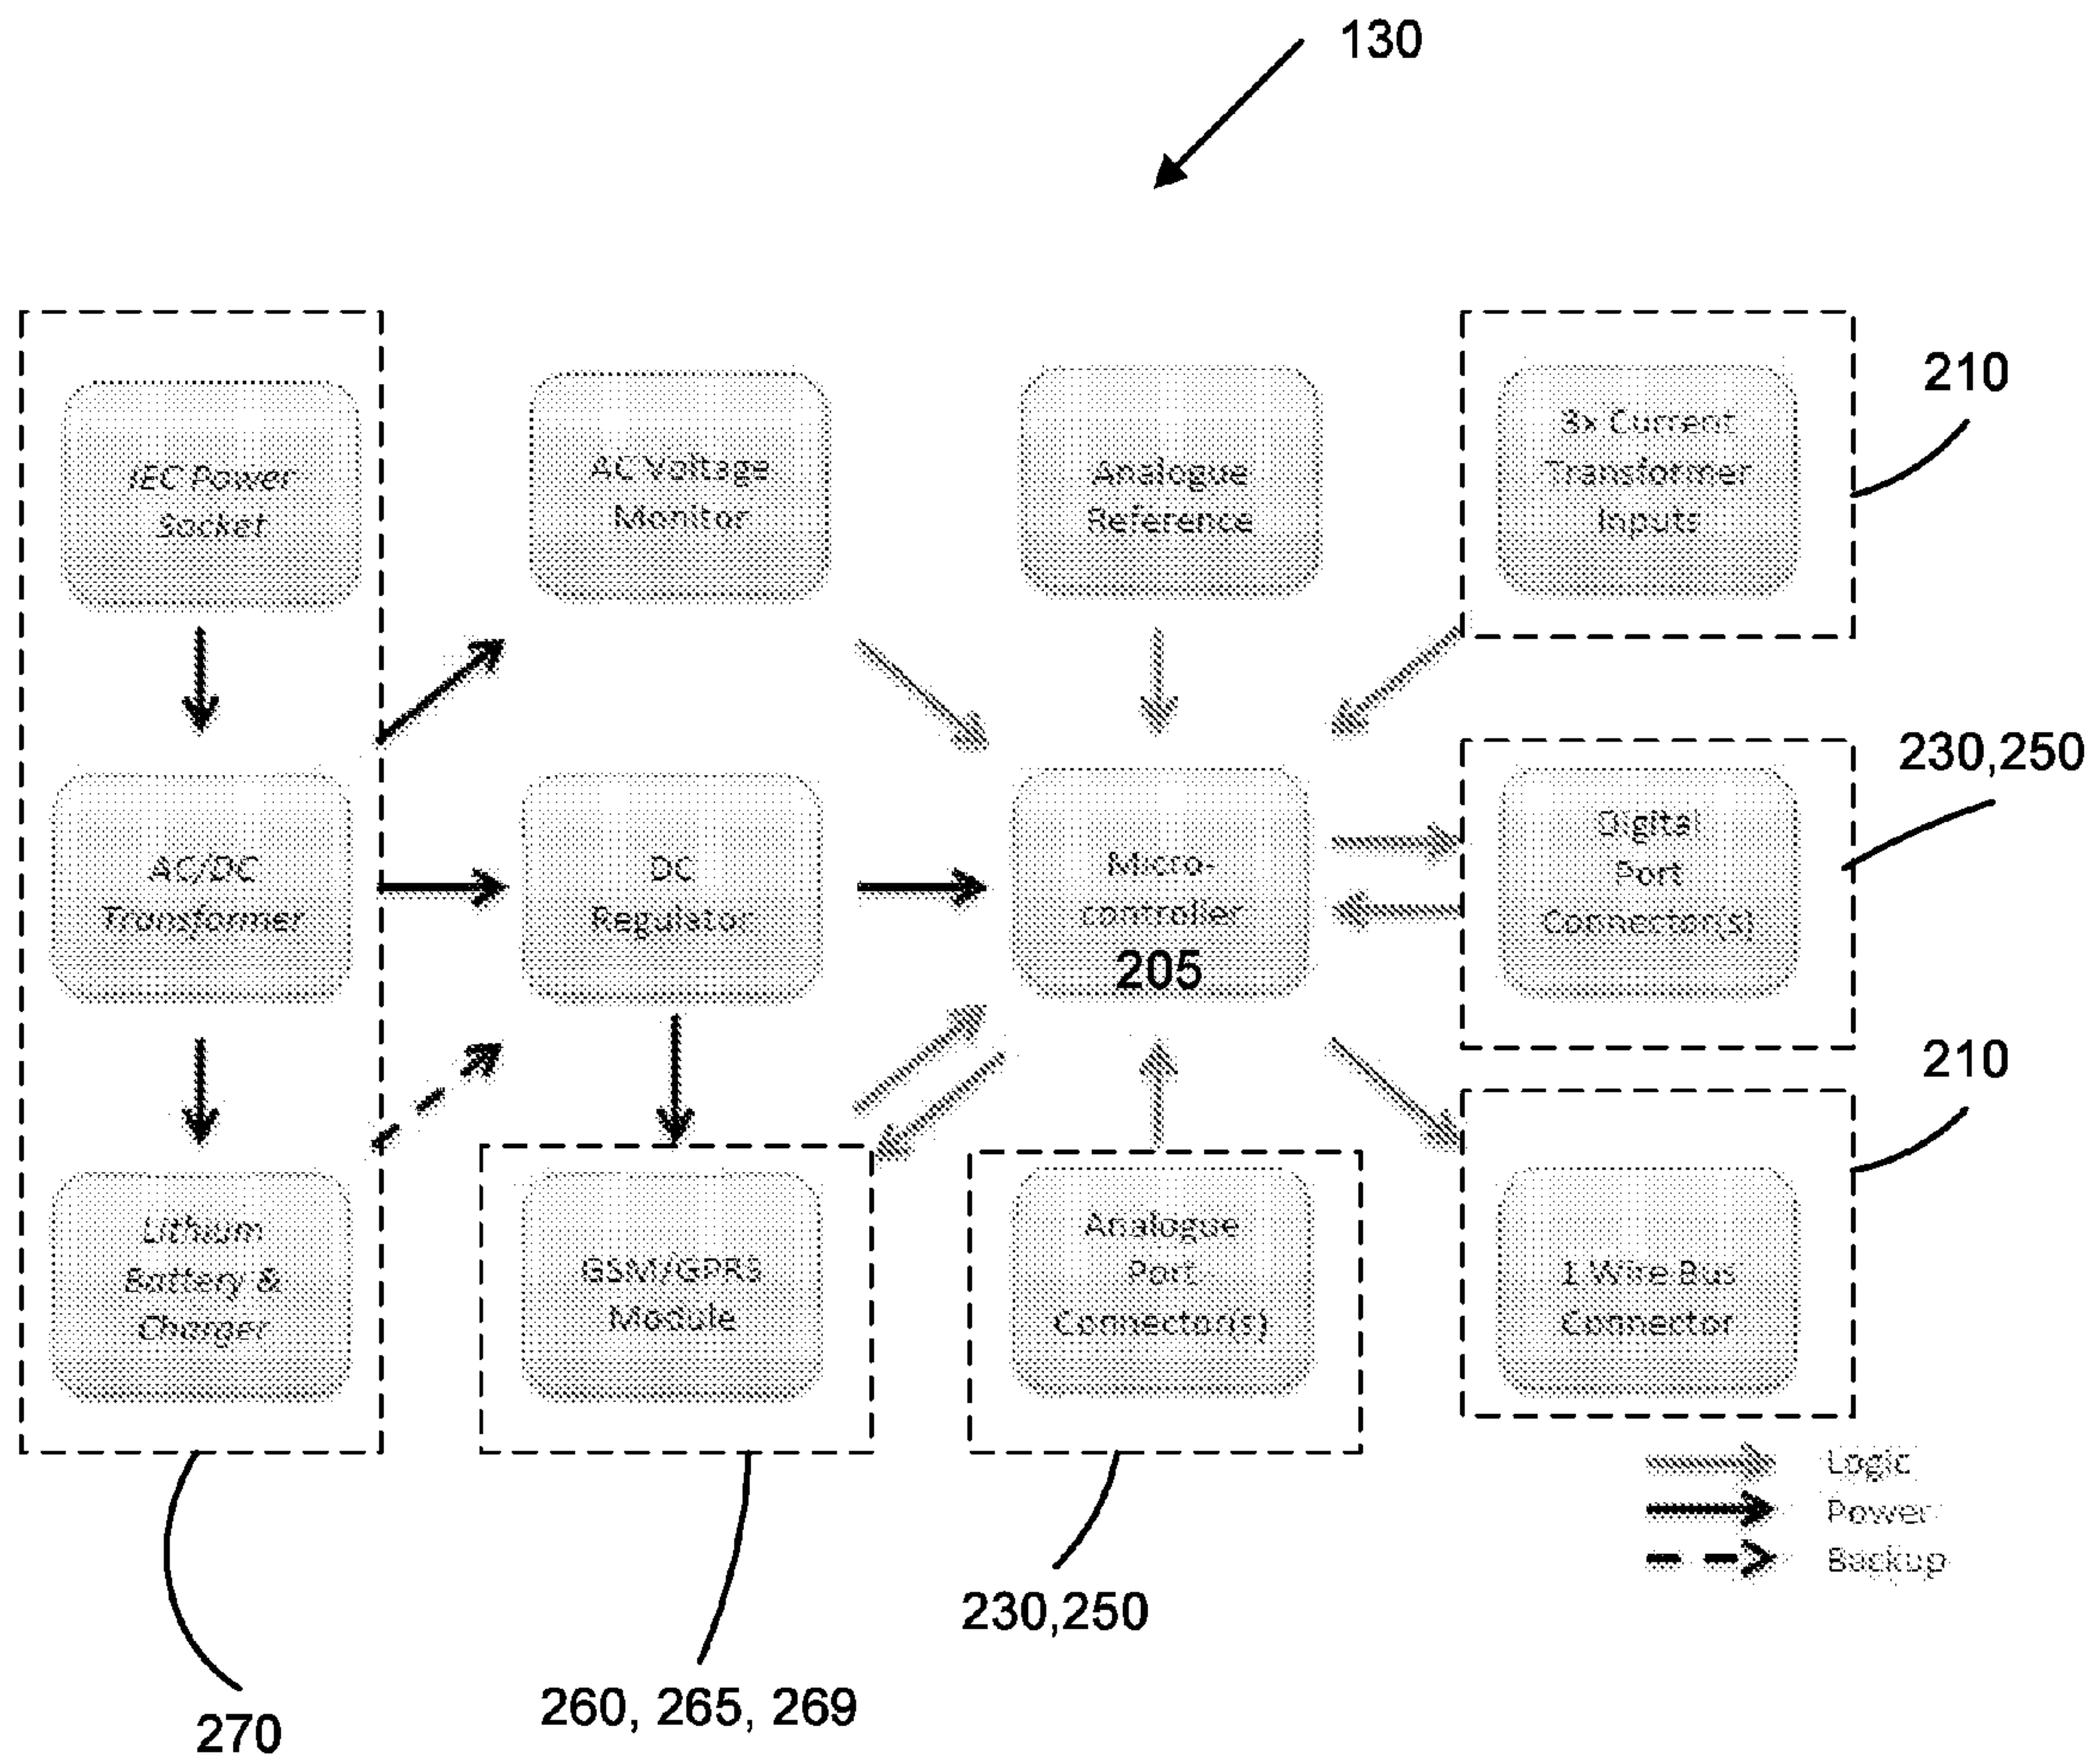 130
IEC Power
Socket
AC Voltage
Monitor
Analogue
Reference
3x Current
Transformer
Inputs
210
AC/DC
Transformer
DC
Regulator
Micro-
controller
205
Digital
Port
Connector(s)
230,250
Lithium
Battery &
Charger
GSM/GPRS
Module
Analogue
Port
Connector(s)
1 Wire Bus
Connector
210
Logic
Power
Backup
270
260, 265, 269
230,250